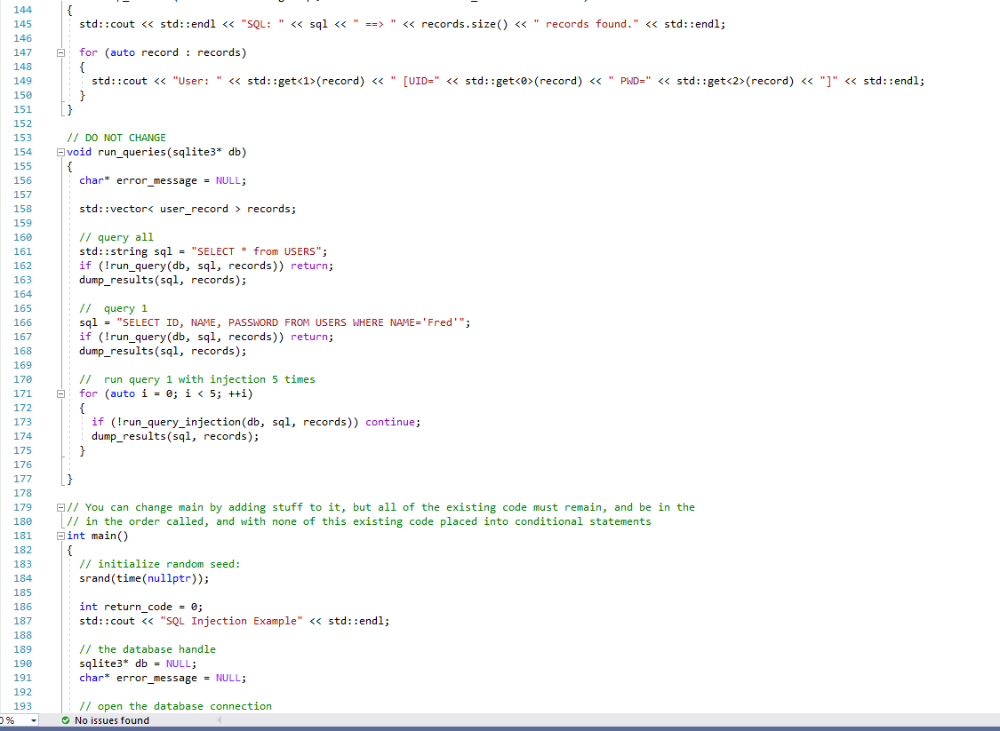 144 {
145 std::cout << std::endl << "SQL: " << sql << " ==> " << records.size() << " records found." << std::endl;
146
147 for (auto record : records)
148 {
149 std::cout << "User: " << std::get<1>(record) << " [UID=" << std::get<0>(record) << " PWD=" << std::get<2>(record) << "]" << std::endl;
150 }
151 }
152
153 // DO NOT CHANGE
154 void run_queries(sqlite3* db)
155 {
156 char* error_message = NULL;
157
158 std::vector< user_record > records;
159
160 // query all
161 std::string sql = "SELECT * from USERS";
162 if (!run_query(db, sql, records)) return;
163 dump_results(sql, records);
164
165 //  query 1
166 sql = "SELECT ID, NAME, PASSWORD FROM USERS WHERE NAME='Fred'";
167 if (!run_query(db, sql, records)) return;
168 dump_results(sql, records);
169
170 //  run query 1 with injection 5 times
171 for (auto i = 0; i < 5; ++i)
172 {
173 if (!run_query_injection(db, sql, records)) continue;
174 dump_results(sql, records);
175 }
176
177 }
178
179 // You can change main by adding stuff to it, but all of the existing code must remain, and be in the
180 // in the order called, and with none of this existing code placed into conditional statements
181 int main()
182 {
183 // initialize random seed:
184 srand(time(nullptr));
185
186 int return_code = 0;
187 std::cout << "SQL Injection Example" << std::endl;
188
189 // the database handle
190 sqlite3* db = NULL;
191 char* error_message = NULL;
192
193 // open the database connection
0 % No issues found